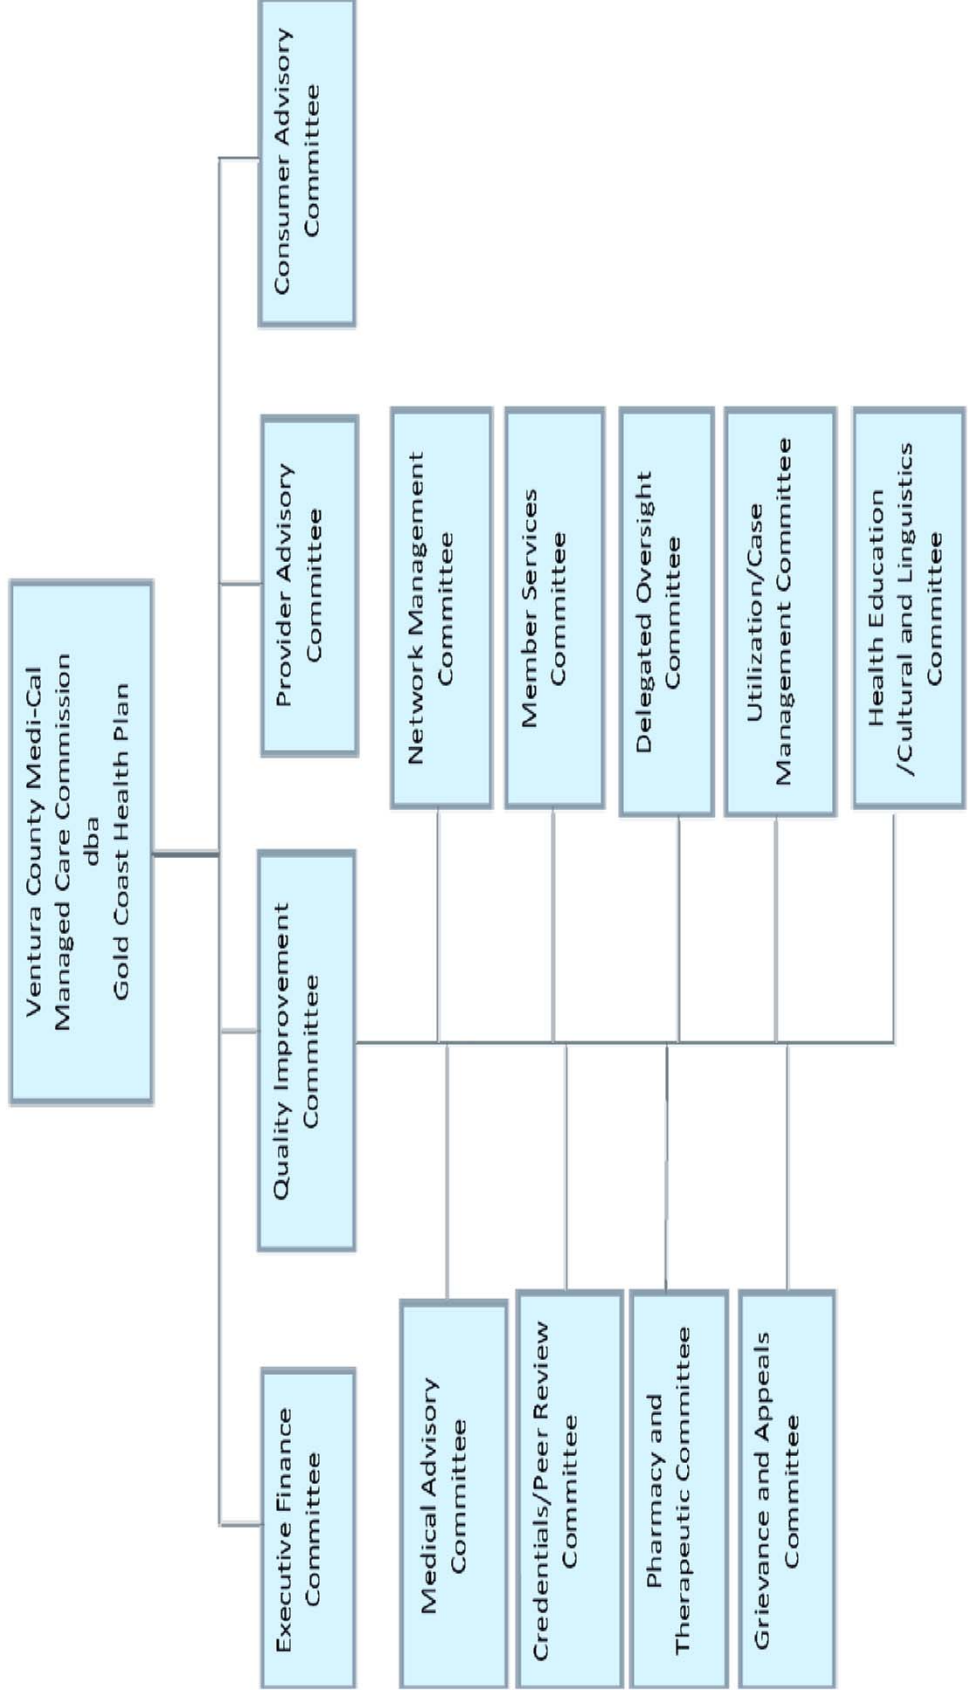 Ventura County Medi-Cal
Managed Care Commission
dba
Gold Coast Health Plan
Executive Finance
Committee
Quality Improvement
Committee
Provider Advisory
Committee
Consumer Advisory
Committee
Medical Advisory
Committee
Credentials/Peer Review
Committee
Pharmacy and
Therapeutic Committee
Grievance and Appeals
Committee
Network Management
Committee
Member Services
Committee
Delegated Oversight
Committee
Utilization/Case
Management Committee
Health Education
/Cultural and Linguistics
Committee